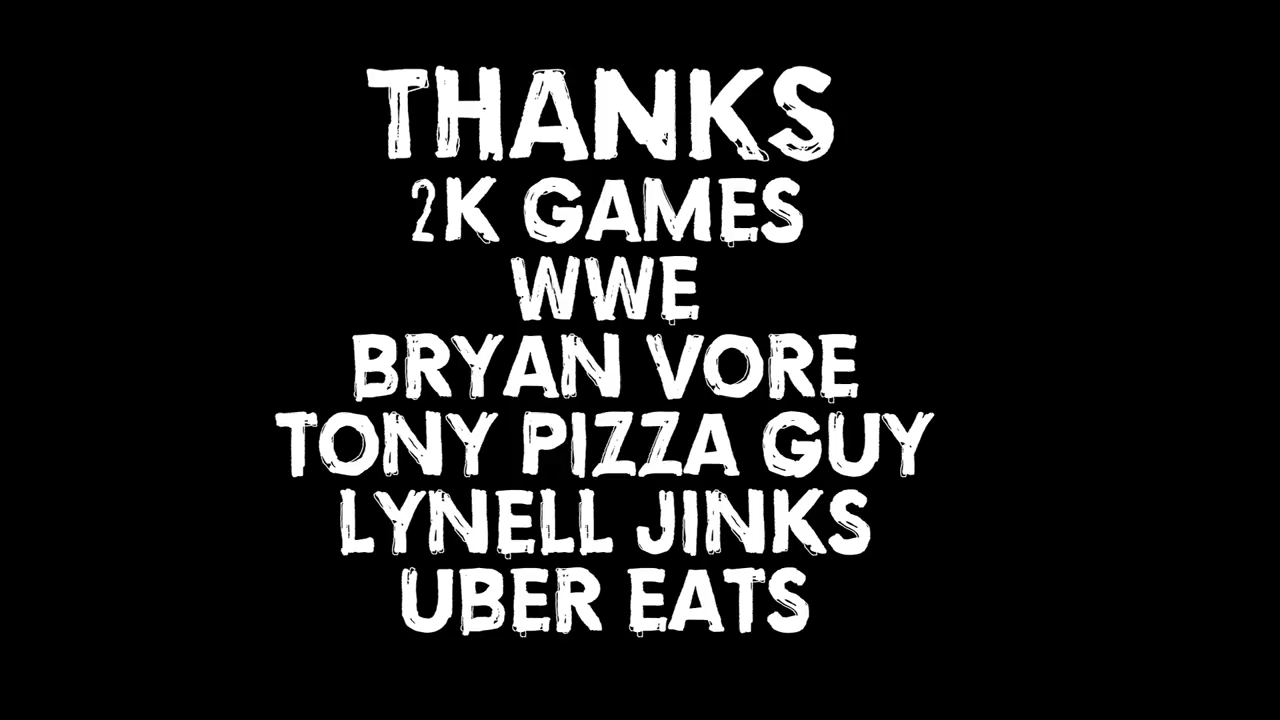 THANKS
2K GAMES
WWE
BRYAN VORE
TONY PIZZA GUY
LYNELL JINKS
UBER EATS